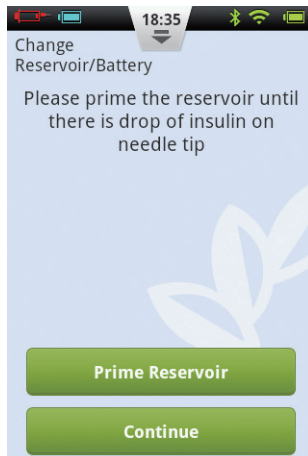 18:35
Change
Reservoir/Battery
Please prime the reservoir until
there is drop of insulin on
needle tip
Prime Reservoir
Continue